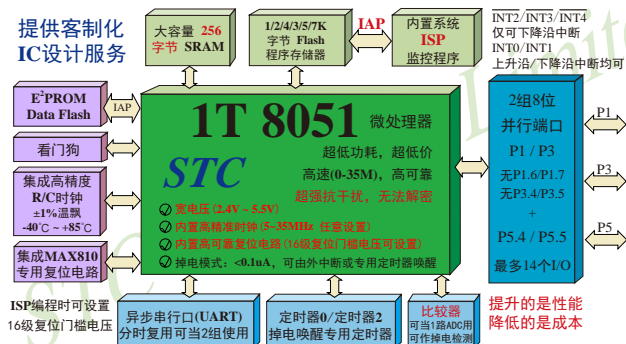 提供客制化
IC设计服务
大容量 256
字节 SRAM
1/2/4/3/5/7K
字节 Flash
程序存储器
IAP
内置系统
ISP
监控程序
INT2/INT3/INT4
仅可下降沿中断
INT0/INT1
上升沿/下降沿中断均可
E²PROM
Data Flash
IAP
看门狗
集成高精度
R/C时钟
±1%温飘
-40℃ ~ +85℃
集成MAX810
专用复位电路
ISP编程时可设置
16级复位门槛电压
1T 8051 微处理器
STC
超低功耗，超低价
高速(0-35M)，高可靠
超强抗干扰，无法解密
宽电压(2.4V ~ 5.5V)
内置高精准时钟(5~35MHz 任意设置)
内置高可靠复位电路(16级复位门槛电压可设置)
掉电模式：<0.1uA，可由外中断或专用定时器唤醒
2组8位
并行端口
P1 / P3
无P1.6/P1.7
无P3.4/P3.5
+
P5.4 / P5.5
最多14个I/O
P1
P3
P5
异步串行口(UART)
分时复用可当2组使用
定时器0/定时器2
掉电唤醒专用定时器
比较器
可当1路ADC用
可作掉电检测
提升的是性能
降低的是成本
STC
Limite